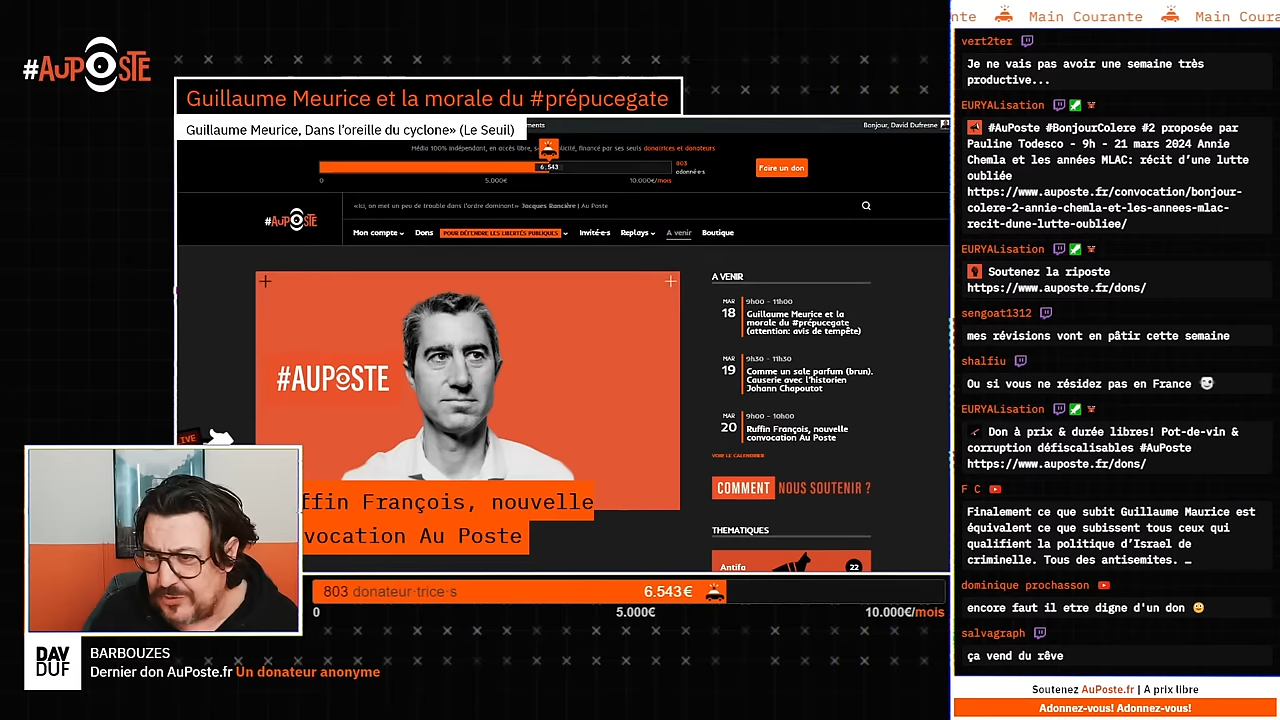 #AUPOSTE
Guillaume Meurice et la morale du #prépucegate
Guillaume Meurice, Dans l'oreille du cyclone» (Le Seuil)
Bonjour, David Dufresne
Média 100% indépendant, en accès libre, financé par ses seuls donatrices et donateurs
6.543
803
adonné·e·s
0
5.000€
10.000€/mois
Faire un don
#AUPOSTE
«Ici, on met un peu de trouble dans l'ordre dominant» Jacques Rancière | Au Poste
Mon compte
Dons
POUR DÉFENDRE LES LIBERTÉS PUBLIQUES
Invité·e·s
Replays
A venir
Boutique
#AUPOSTE
ffin François, nouvelle
vocation Au Poste
A VENIR
MAR
18
9h00 - 11h00
Guillaume Meurice et la
morale du #prépucegate
(attention: avis de tempête)
MAR
19
9h30 - 11h30
Comme un sale parfum (brun).
Causerie avec l'historien
Johann Chapoutot
MAR
20
9h00 - 10h00
Ruffin François, nouvelle
convocation Au Poste
VOIR LE CALENDRIER
COMMENT NOUS SOUTENIR ?
THEMATIQUES
Antifa
22
IVE
803 donateur·trice·s
6.543€
0
5.000€
10.000€/mois
DAV
DUF
BARBOUZES
Dernier don AuPoste.fr Un donateur anonyme
nte
Main Courante
Main Coura
vert2ter
Je ne vais pas avoir une semaine très
productive...
EURYALisation
#AuPoste #BonjourColere #2 proposée par
Pauline Todesco - 9h - 21 mars 2024 Annie
Chemla et les années MLAC: récit d'une lutte
oubliée
https://www.auposte.fr/convocation/bonjour-
colere-2-annie-chemla-et-les-annees-mlac-
recit-dune-lutte-oubliee/
EURYALisation
Soutenez la riposte
https://www.auposte.fr/dons/
sengoat1312
mes révisions vont en pâtir cette semaine
shalfiu
Ou si vous ne résidez pas en France
EURYALisation
Don à prix & durée libres! Pot-de-vin &
corruption défiscalisables #AuPoste
https://www.auposte.fr/dons/
F C
Finalement ce que subit Guillaume Maurice est
équivalent ce que subissent tous ceux qui
qualifient la politique d'Israel de
criminelle. Tous des antisemites. …
dominique prochasson
encore faut il etre digne d'un don
salvagraph
ça vend du rêve
Soutenez AuPoste.fr | A prix libre
Adonnez-vous! Adonnez-vous!